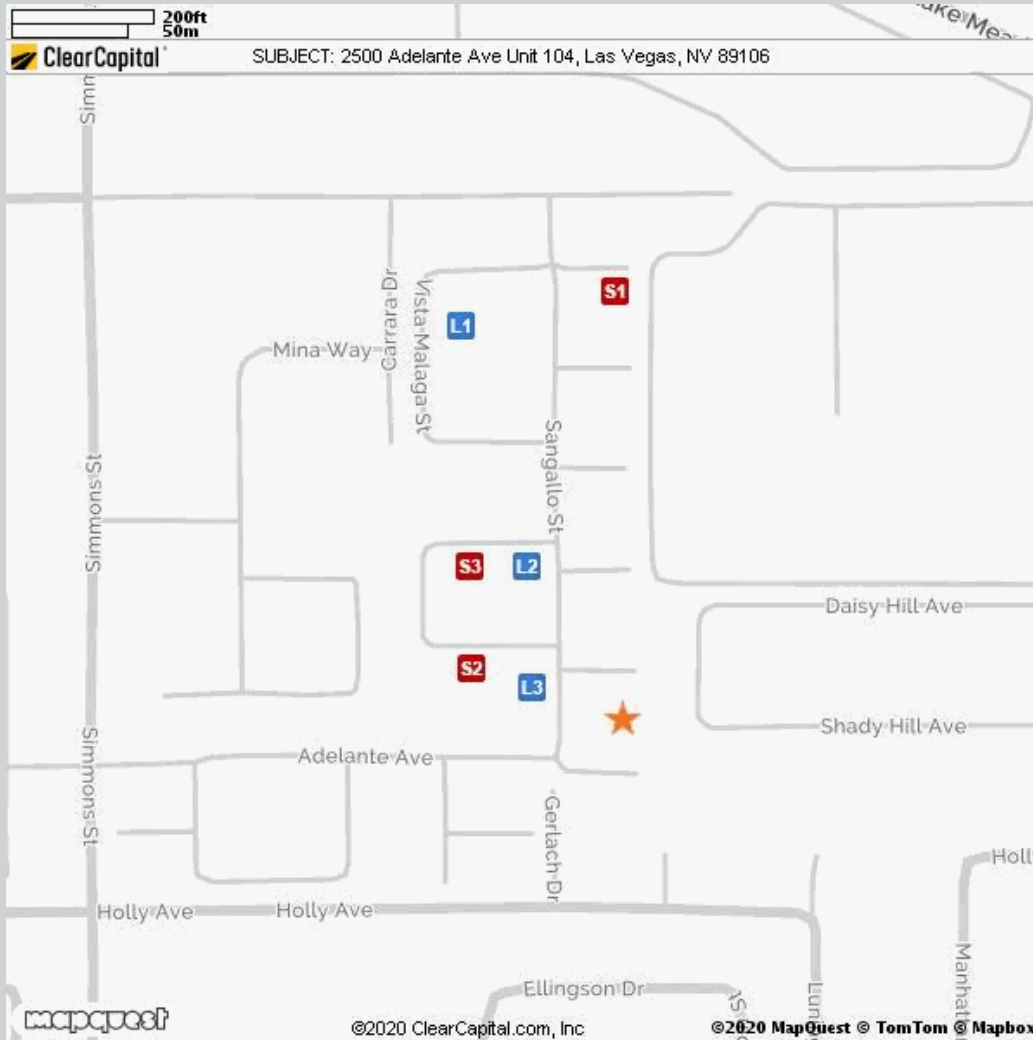 200ft
50m
ClearCapital
SUBJECT: 2500 Adelante Ave Unit 104, Las Vegas, NV 89106
S1
Carrara Dr
Vista Malaga St
L1
Mina Way
Sangallo St
Simmons St
S3
L2
Daisy Hill Ave
S2
L3
Shady Hill Ave
Simmons St
Adelante Ave
Gerlach Dr
Holly Ave
Holly Ave
Ellingson Dr
mapquest
©2020 ClearCapital.com, Inc
©2020 MapQuest © TomTom © Mapbox